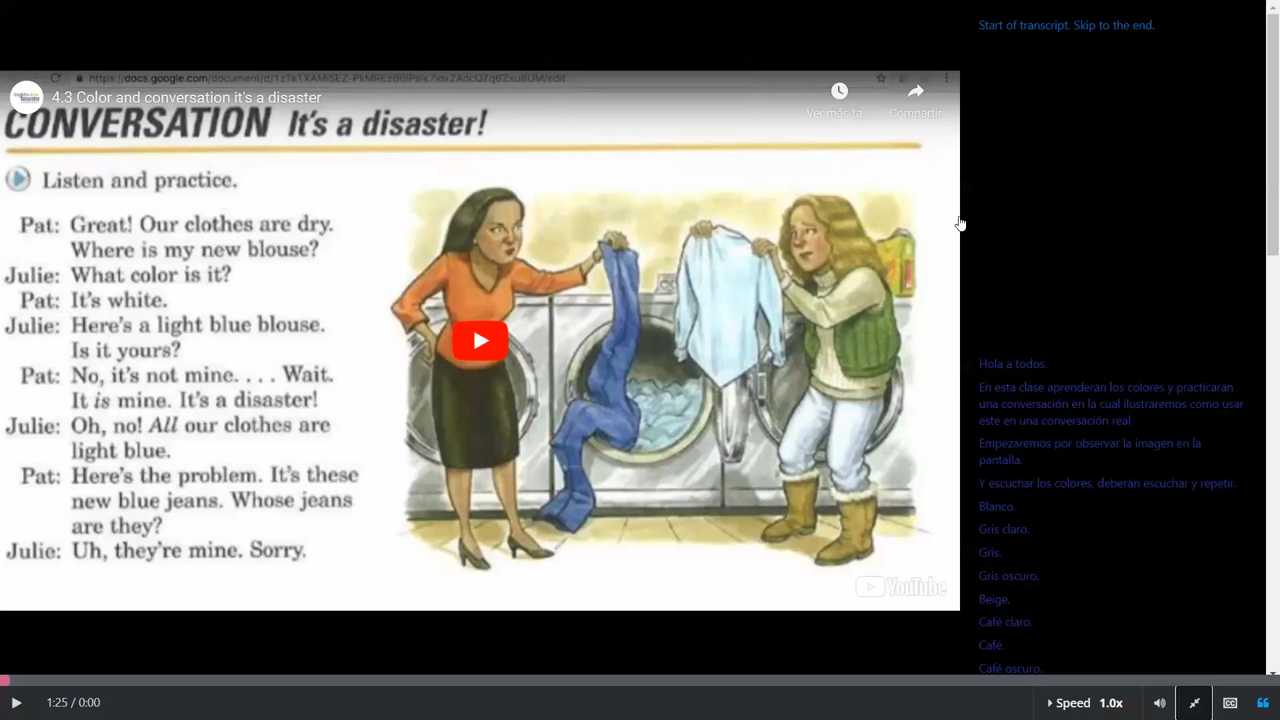 Start of transcript. Skip to the end.
4.3 Color and conversation it's a disaster
Ver más ta...
Compartir
CONVERSATION It's a disaster!
Listen and practice.
Pat: Great! Our clothes are dry.
Where is my new blouse?
Julie: What color is it?
Pat: It's white.
Julie: Here's a light blue blouse.
Is it yours?
Pat: No, it's not mine. . . . Wait.
It is mine. It's a disaster!
Julie: Oh, no! All our clothes are
light blue.
Pat: Here's the problem. It's these
new blue jeans. Whose jeans
are they?
Julie: Uh, they're mine. Sorry.
YouTube
Hola a todos.
En esta clase aprenderán los colores y practicarán
una conversación en la cual ilustraremos como usar
este en una conversación real
Empezaremos por observar la imagen en la
pantalla.
Y escuchar los colores, deberán escuchar y repetir.
Blanco.
Gris claro.
Gris.
Gris oscuro.
Beige.
Café claro.
Café.
Café oscuro.
1:25 / 0:00
Speed 1.0x